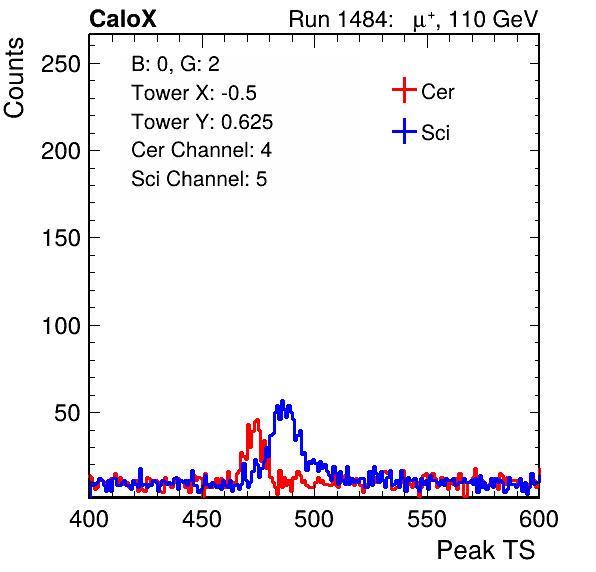 CaloX Run 1484: μ⁺, 110 GeV
Counts
B: 0, G: 2
Tower X: -0.5
Tower Y: 0.625
Cer Channel: 4
Sci Channel: 5
Cer
Sci
250
200
150
100
50
400 450 500 550 600
Peak TS